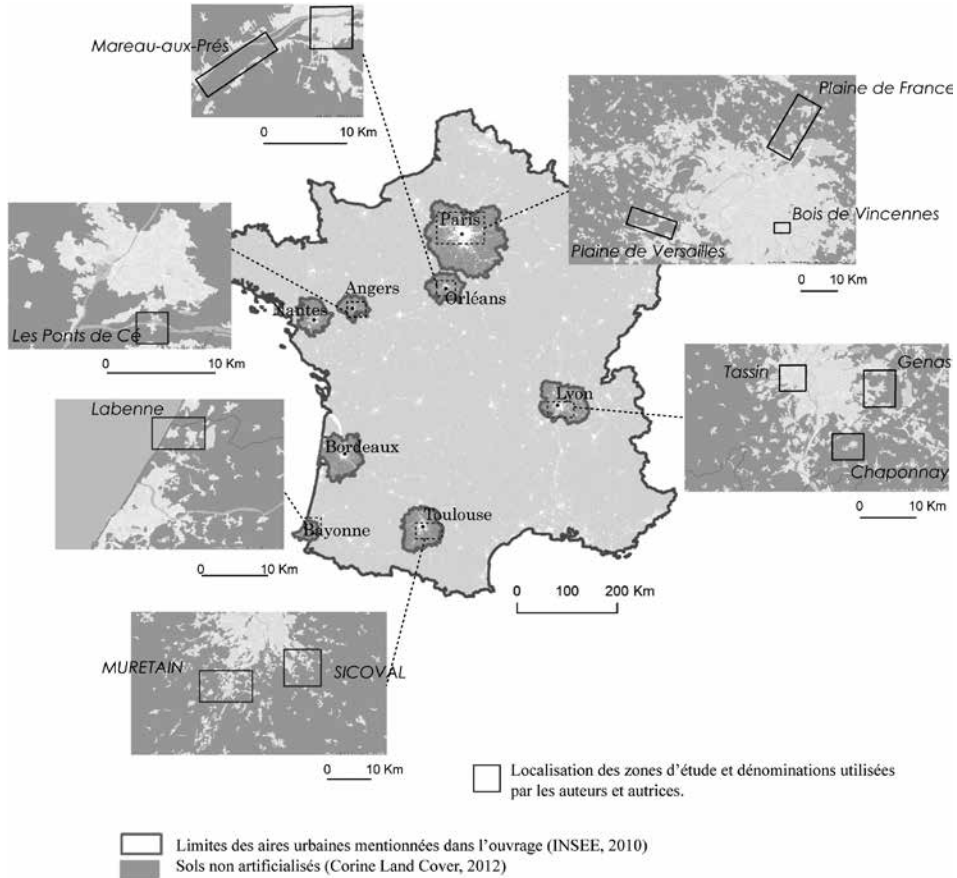 Mareau-aux-Prés
0 10 Km
Plaine de France
Bois de Vincennes
Plaine de Versailles
0 10 Km
Paris
Orléans
Angers
Nantes
Les Ponts de Cé
0 10 Km
Tassin
Genas
Chaponnay
0 10 Km
Lyon
Labenne
0 10 Km
Bordeaux
Bayonne
Toulouse
0 100 200 Km
MURETAIN
SICOVAL
0 10 Km
Localisation des zones d'étude et dénominations utilisées
par les auteurs et autrices.
Limites des aires urbaines mentionnée dans l'ouvrage (INSEE, 2010)
Sols non artificialisés (Corine Land Cover, 2012)